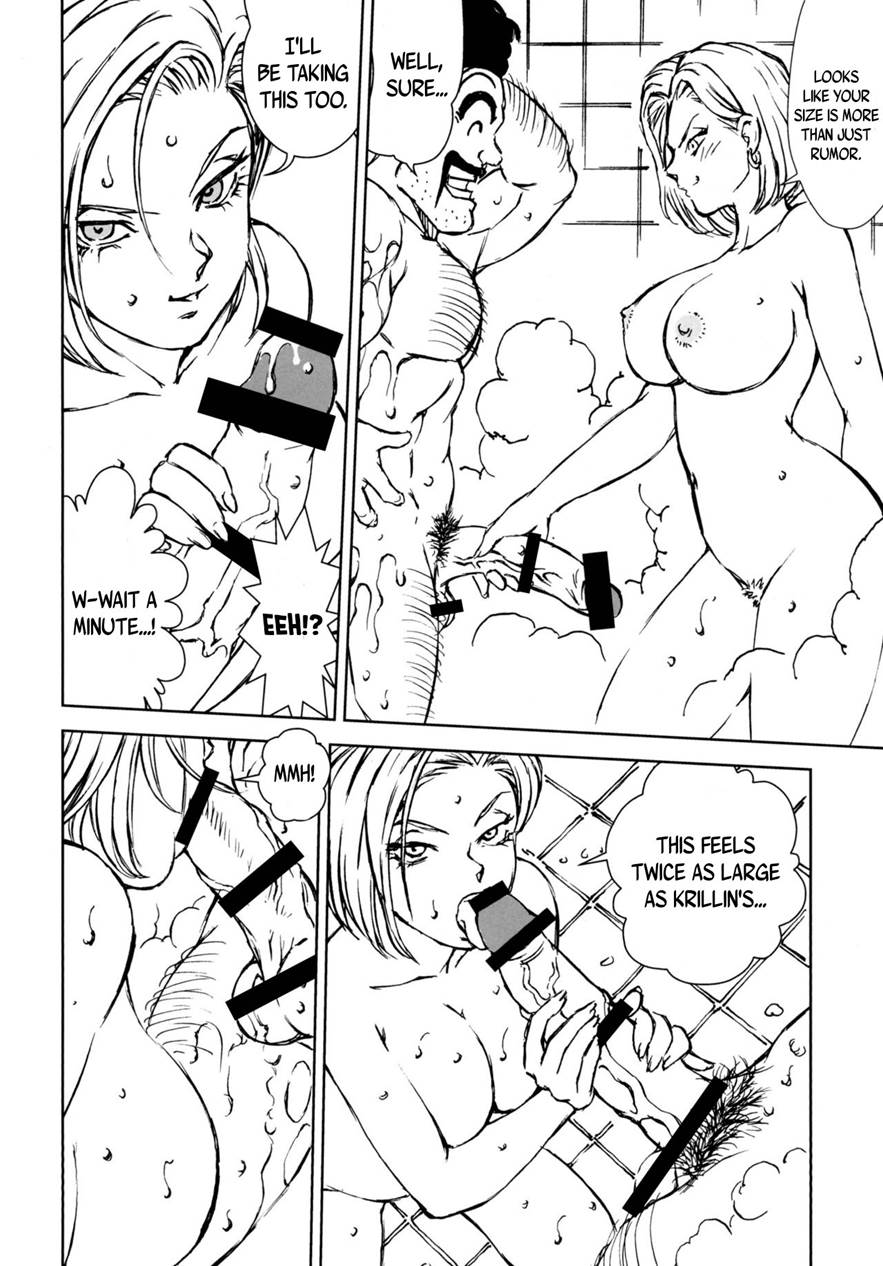 LOOKS
LIKE YOUR
SIZE IS MORE
THAN JUST
RUMOR.
WELL,
SURE...
I'LL
BE TAKING
THIS TOO.
EEH!?
W-WAIT A
MINUTE...!
THIS FEELS
TWICE AS LARGE
AS KRILLIN'S...
MMH!